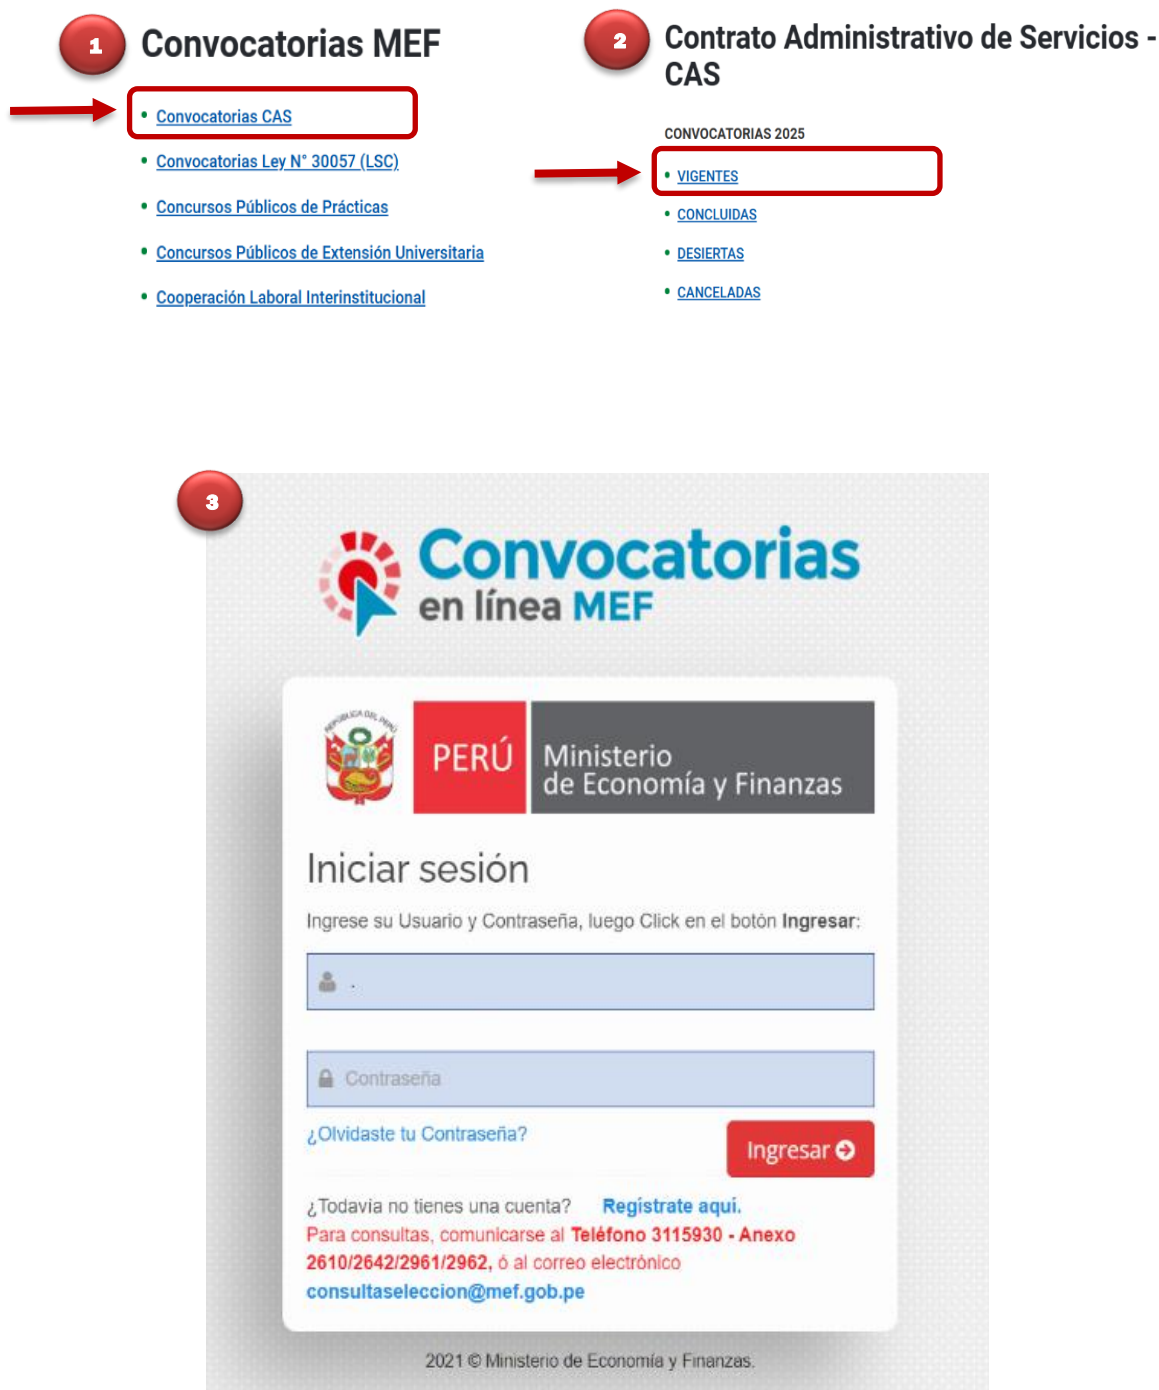 1
Convocatorias MEF
• Convocatorias CAS
• Convocatorias Ley N° 30057 (LSC)
• Concursos Públicos de Prácticas
• Concursos Públicos de Extensión Universitaria
• Cooperación Laboral Interinstitucional
2
Contrato Administrativo de Servicios -
CAS
CONVOCATORIAS 2025
• VIGENTES
• CONCLUIDAS
• DESIERTAS
• CANCELADAS
3
Convocatorias
en línea MEF
REPÚBLICA DEL PERÚ
PERÚ
Ministerio
de Economía y Finanzas
Iniciar sesión
Ingrese su Usuario y Contraseña, luego Click en el botón Ingresar:
.
Contraseña
¿Olvidaste tu Contraseña?
Ingresar
¿Todavia no tienes una cuenta? Regístrate aquí.
Para consultas, comunicarse al Teléfono 3115930 - Anexo
2610/2642/2961/2962, ó al correo electrónico
consultaseleccion@mef.gob.pe
2021 © Ministerio de Economía y Finanzas.